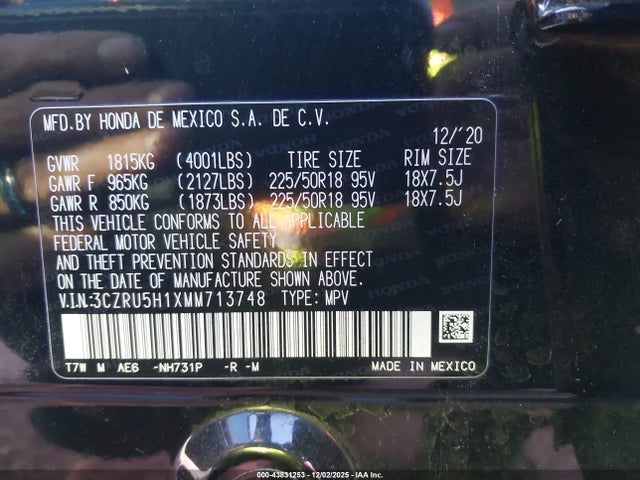 MFD.BY HONDA DE MEXICO S.A. DE C.V.
12/'20
GVWR 1815KG (4001LBS) TIRE SIZE RIM SIZE
GAWR F 965KG (2127LBS) 225/50R18 95V 18X7.5J
GAWR R 850KG (1873LBS) 225/50R18 95V 18X7.5J
THIS VEHICLE CONFORMS TO ALL APPLICABLE
FEDERAL MOTOR VEHICLE SAFETY
AND THEFT PREVENTION STANDARDS IN EFFECT
ON THE DATE OF MANUFACTURE SHOWN ABOVE.
V.I.N:3CZRU5H1XMM713748 TYPE: MPV
T7W M AE6 -NH731P -R -M MADE IN MEXICO
000-43831253 - 12/02/2025 - IAA Inc.